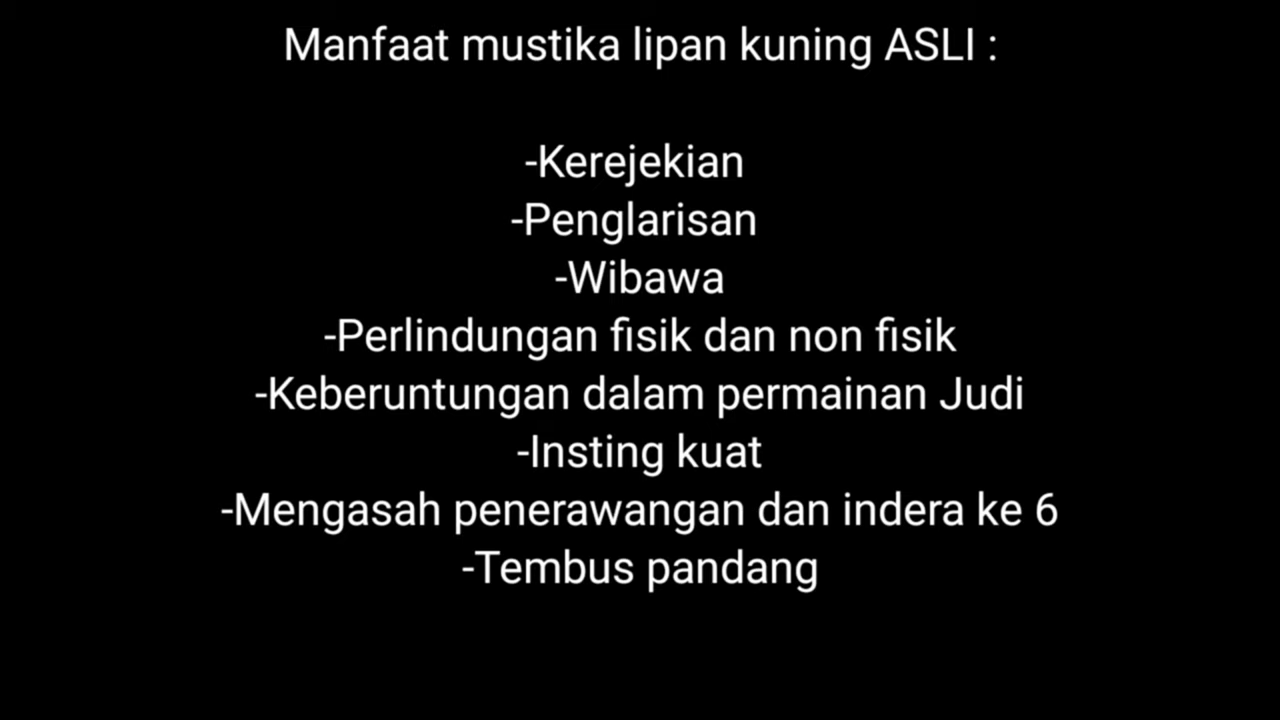 Manfaat mustika lipan kuning ASLI :
-Kerejekian
-Penglarisan
-Wibawa
-Perlindungan fisik dan non fisik
-Keberuntungan dalam permainan Judi
-Insting kuat
-Mengasah penerawangan dan indera ke 6
-Tembus pandang